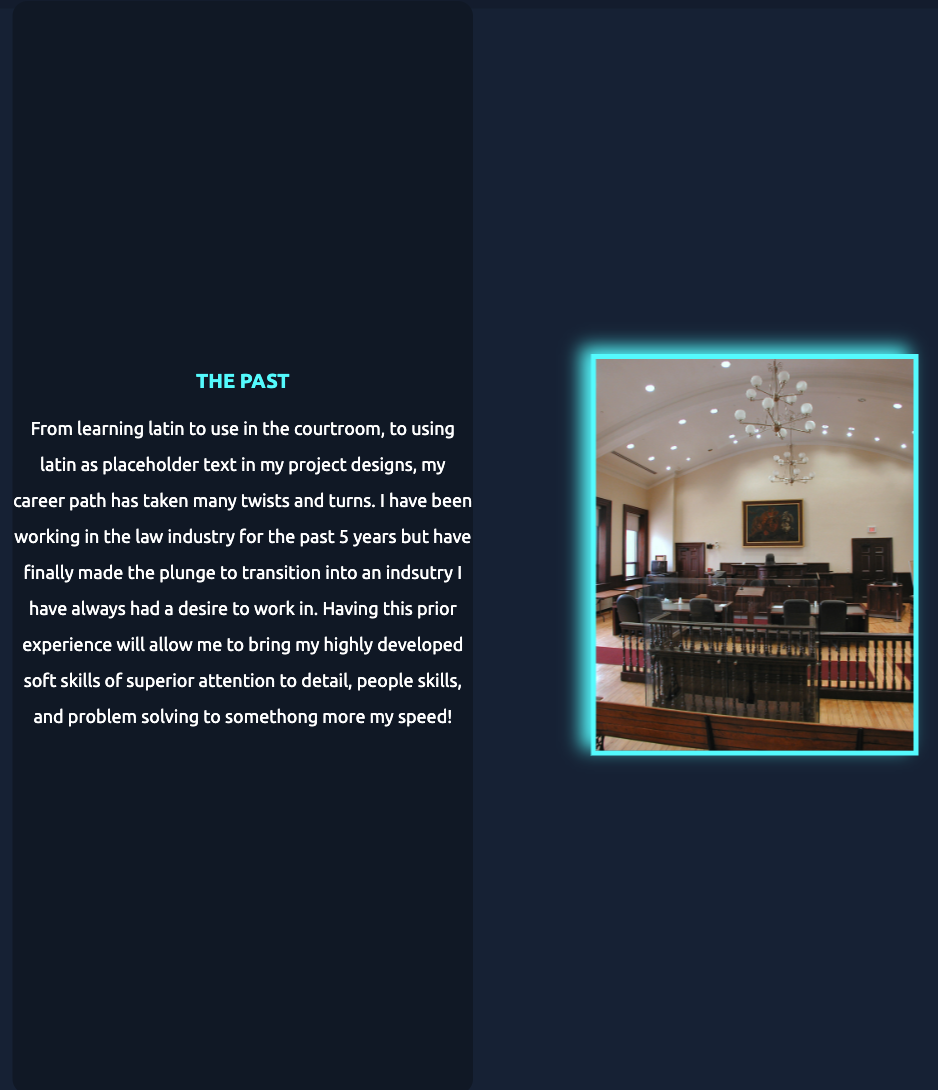 THE PAST
From learning latin to use in the courtroom, to using
latin as placeholder text in my project designs, my
career path has taken many twists and turns. I have been
working in the law industry for the past 5 years but have
finally made the plunge to transition into an indsutry I
have always had a desire to work in. Having this prior
experience will allow me to bring my highly developed
soft skills of superior attention to detail, people skills,
and problem solving to somethong more my speed!